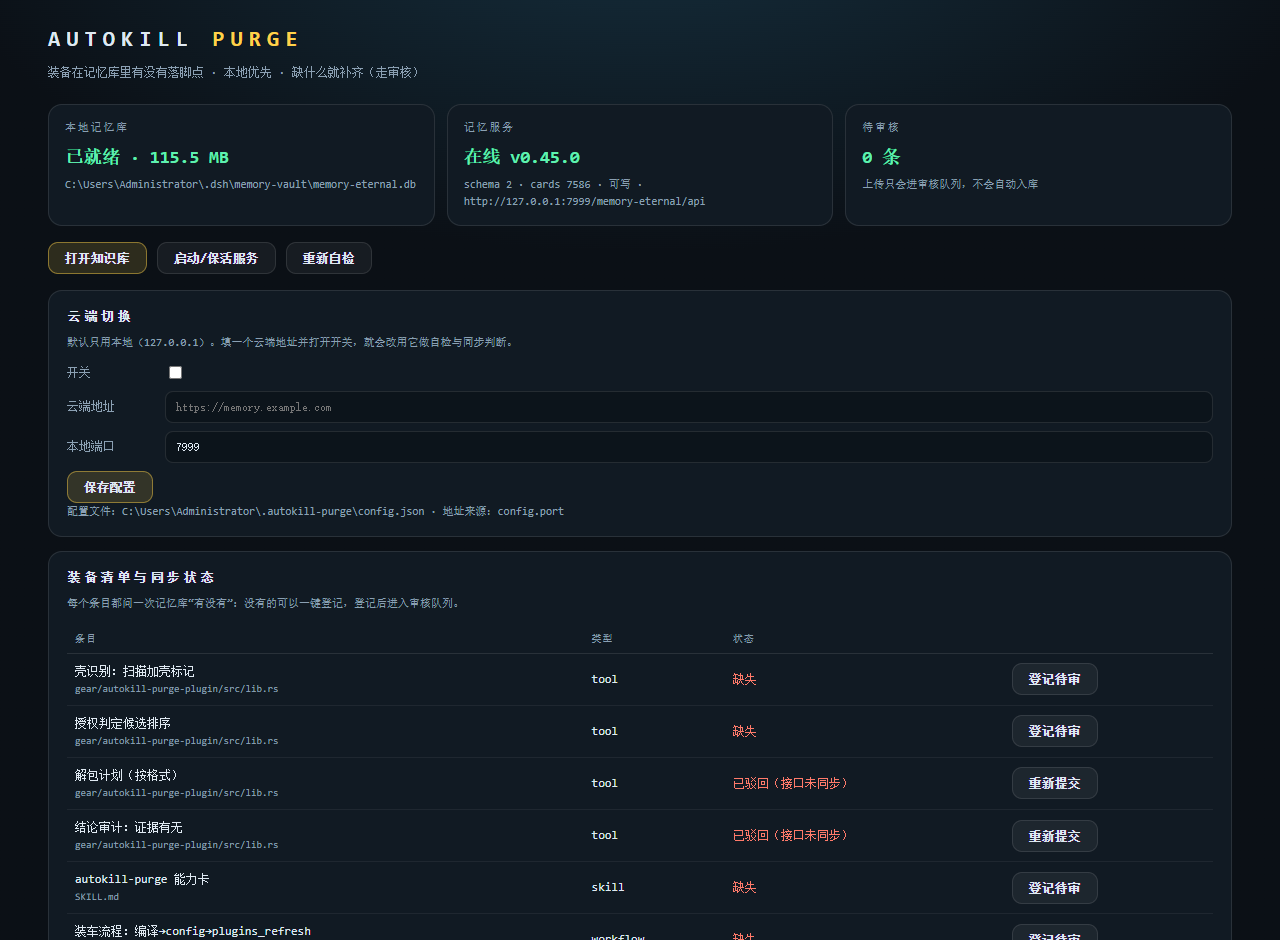 AUTOKILL PURGE
装备在记忆库里有没有落脚点 · 本地优先 · 缺什么就补齐（走审核）
本地记忆库
已就绪 · 115.5 MB
C:\Users\Administrator\.dsh\memory-vault\memory-eternal.db
记忆服务
在线 v0.45.0
schema 2 · cards 7586 · 可写 ·
http://127.0.0.1:7999/memory-eternal/api
待审核
0 条
上传只会进审核队列，不会自动入库
打开知识库
启动/保活服务
重新自检
云端切换
默认只用本地（127.0.0.1）。填一个云端地址并打开开关，就会改用它做自检与同步判断。
开关
云端地址
https://memory.example.com
本地端口
7999
保存配置
配置文件：C:\Users\Administrator\.autokill-purge\config.json · 地址来源：config.port
装备清单与同步状态
每个条目都问一次记忆库“有没有”：没有的可以一键登记，登记后进入审核队列。
条目 类型 状态
壳识别：扫描加壳标记
gear/autokill-purge-plugin/src/lib.rs
tool 缺失 登记待审
授权判定候选排序
gear/autokill-purge-plugin/src/lib.rs
tool 缺失 登记待审
解包计划（按格式）
gear/autokill-purge-plugin/src/lib.rs
tool 已驳回（接口未同步） 重新提交
结论审计：证据有无
gear/autokill-purge-plugin/src/lib.rs
tool 已驳回（接口未同步） 重新提交
autokill-purge 能力卡
SKILL.md
skill 缺失 登记待审
装车流程：编译→config→plugins_refresh
workflow 缺失 登记待审